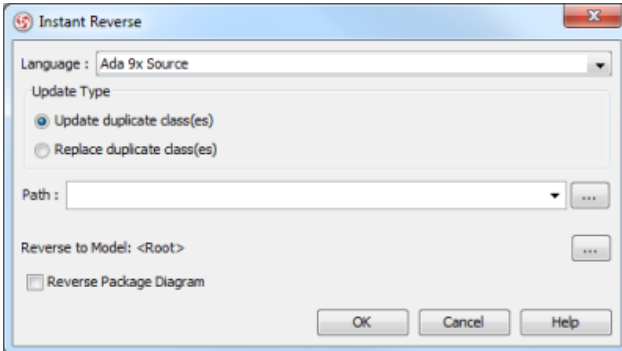 Instant Reverse
Language : Ada 9x Source
Update Type
Update duplicate class(es)
Replace duplicate class(es)
Path : ...
Reverse to Model: <Root> ...
Reverse Package Diagram
OK Cancel Help